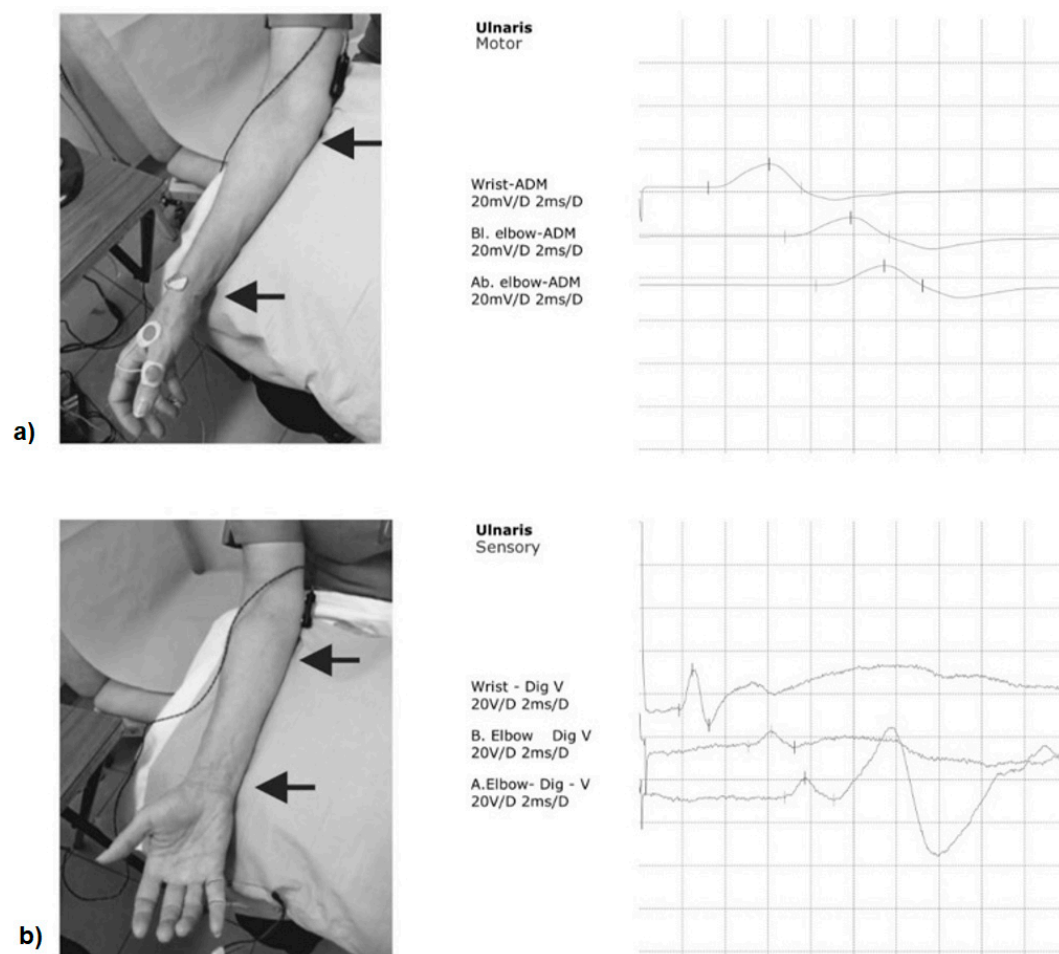 Ulnaris
Motor
Wrist-ADM
20mV/D 2ms/D
Bl. elbow-ADM
20mV/D 2ms/D
Ab. elbow-ADM
20mV/D 2ms/D
a)
Ulnaris
Sensory
Wrist - Dig V
20V/D 2ms/D
B. Elbow Dig V
20V/D 2ms/D
A.Elbow- Dig - V
20V/D 2ms/D
b)